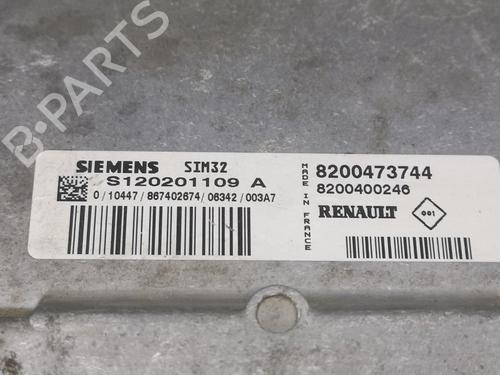 B-PARTS
SIEMENS SIM32
S120201109 A
0/10447/867402674/06342/003A7
MADE IN FRANCE
8200473744
8200400246
RENAULT 001